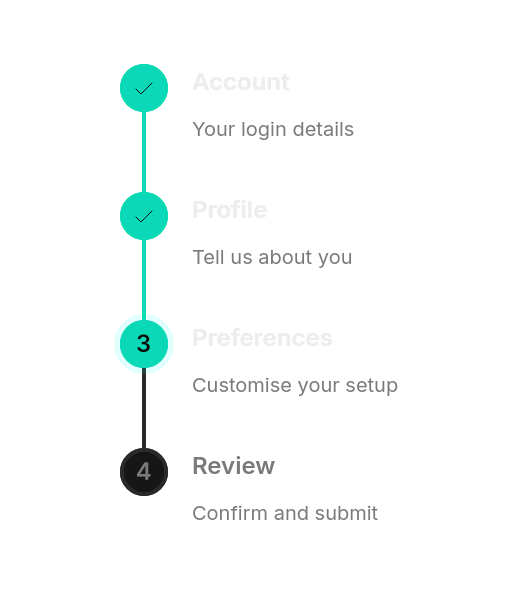 Account
Your login details
Profile
Tell us about you
3
Preferences
Customise your setup
4
Review
Confirm and submit